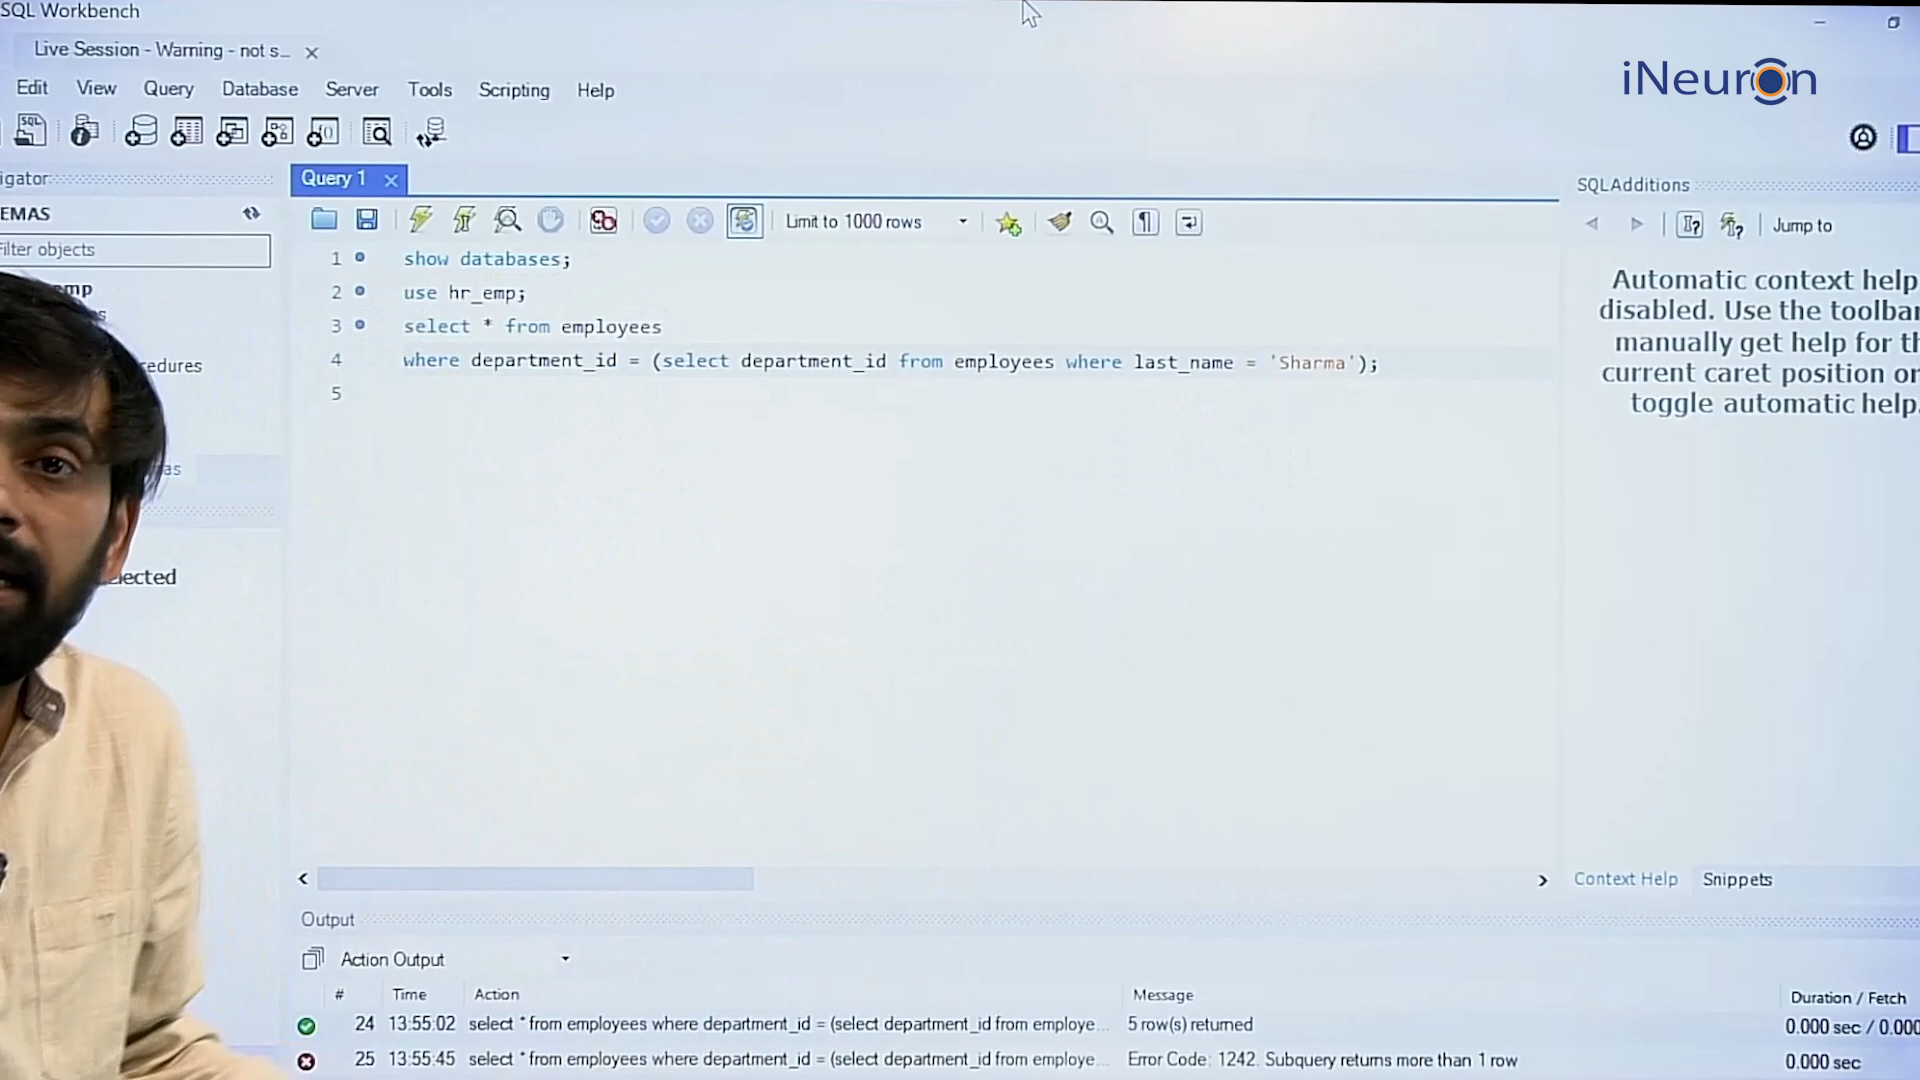 SQL Workbench
Live Session - Warning - not s...
iNeuron
Edit View Query Database Server Tools Scripting Help
igator
Query 1
SQLAdditions
EMAS
Filter objects
Limit to 1000 rows
Jump to
1 show databases;
2 use hr_emp;
3 select * from employees
4 where department_id = (select department_id from employees where last_name = 'Sharma');
5
Automatic context help
disabled. Use the toolbar
manually get help for th
current caret position or
toggle automatic help.
mp
s
edures
as
elected
Context Help Snippets
Output
Action Output
# Time Action Message Duration / Fetch
24 13:55:02 select * from employees where department_id = (select department_id from employe... 5 row(s) returned 0.000 sec / 0.000
25 13:55:45 select * from employees where department_id = (select department_id from employe... Error Code: 1242. Subquery returns more than 1 row 0.000 sec